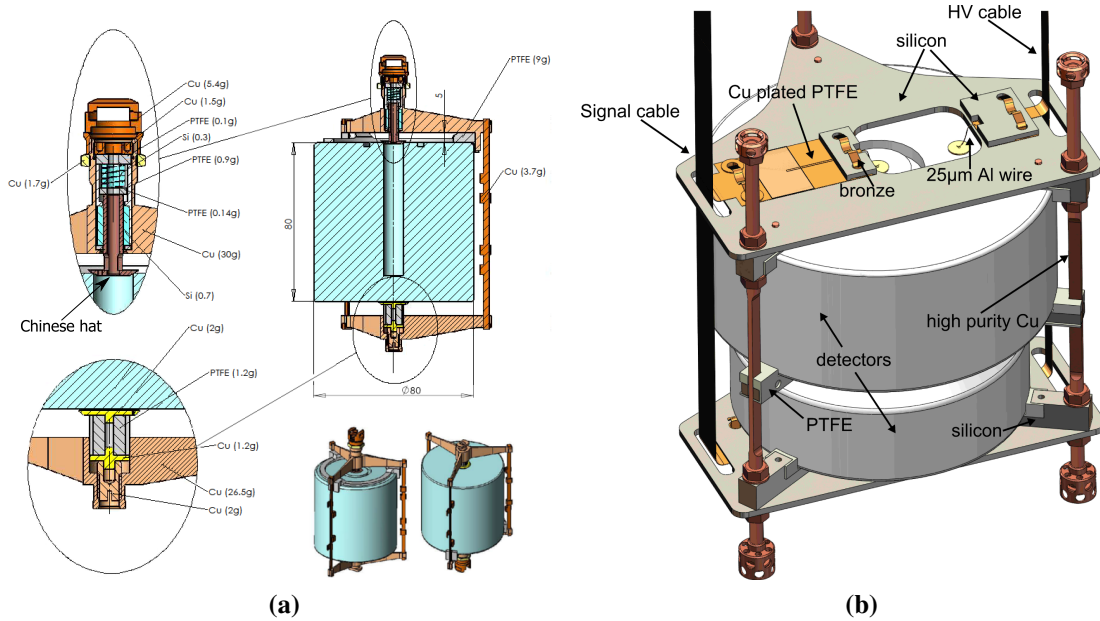 Cu (5.4g)
Cu (1.5g)
PTFE (0.1g)
Si (0.3)
PTFE (0.9g)
Cu (1.7g)
PTFE (0.14g)
Cu (30g)
Si (0.7)
Chinese hat
PTFE (9g)
5
Cu (3.7g)
80
Ø80
Cu (2g)
PTFE (1.2g)
Cu (1.2g)
Cu (26.5g)
Cu (2g)
(a)
HV cable
silicon
Cu plated PTFE
Signal cable
bronze
25µm Al wire
high purity Cu
detectors
PTFE
silicon
(b)